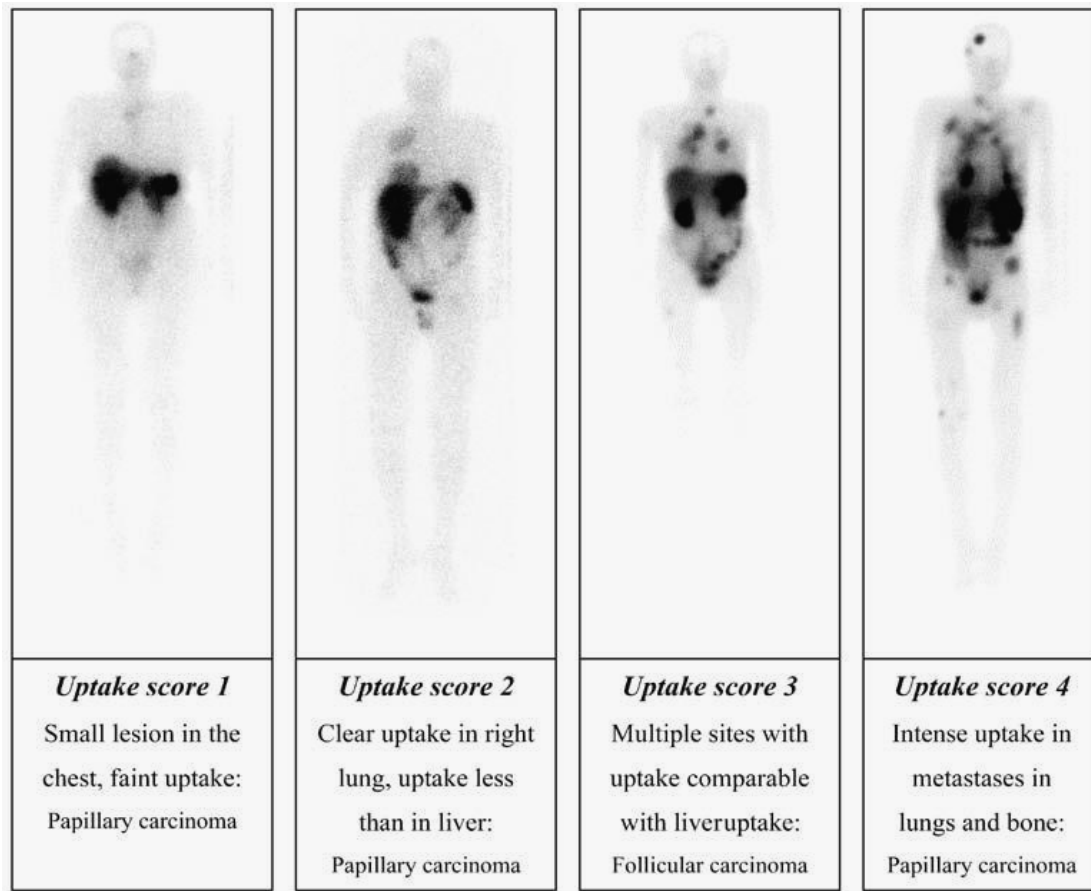 Uptake score 1
Small lesion in the
chest, faint uptake:
Papillary carcinoma
Uptake score 2
Clear uptake in right
lung, uptake less
than in liver:
Papillary carcinoma
Uptake score 3
Multiple sites with
uptake comparable
with liveruptake:
Follicular carcinoma
Uptake score 4
Intense uptake in
metastases in
lungs and bone:
Papillary carcinoma